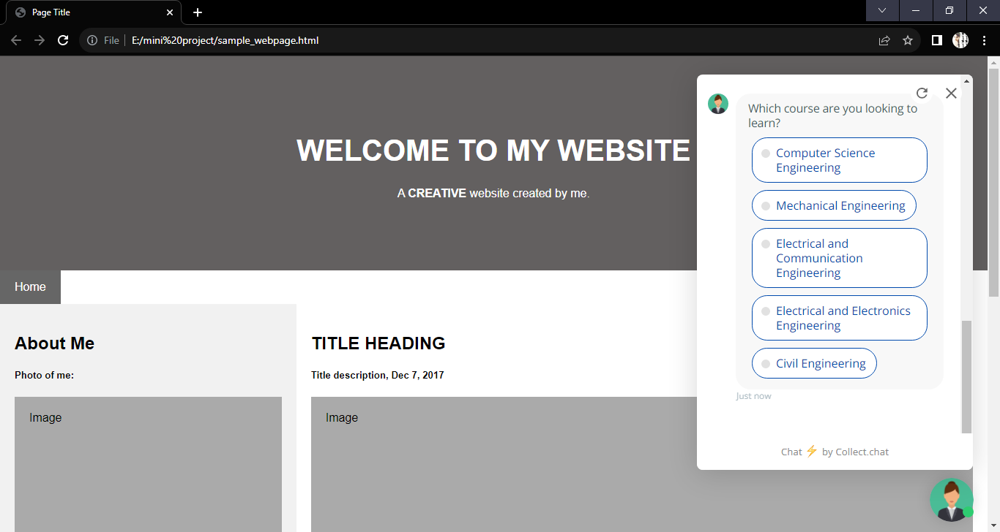 Page Title
File
E:/mini%20project/sample_webpage.html
WELCOME TO MY WEBSITE
A CREATIVE website created by me.
Home
About Me
Photo of me:
Image
TITLE HEADING
Title description, Dec 7, 2017
Image
Which course are you looking to
learn?
Computer Science
Engineering
Mechanical Engineering
Electrical and
Communication
Engineering
Electrical and Electronics
Engineering
Civil Engineering
Just now
Chat ⚡ by Collect.chat